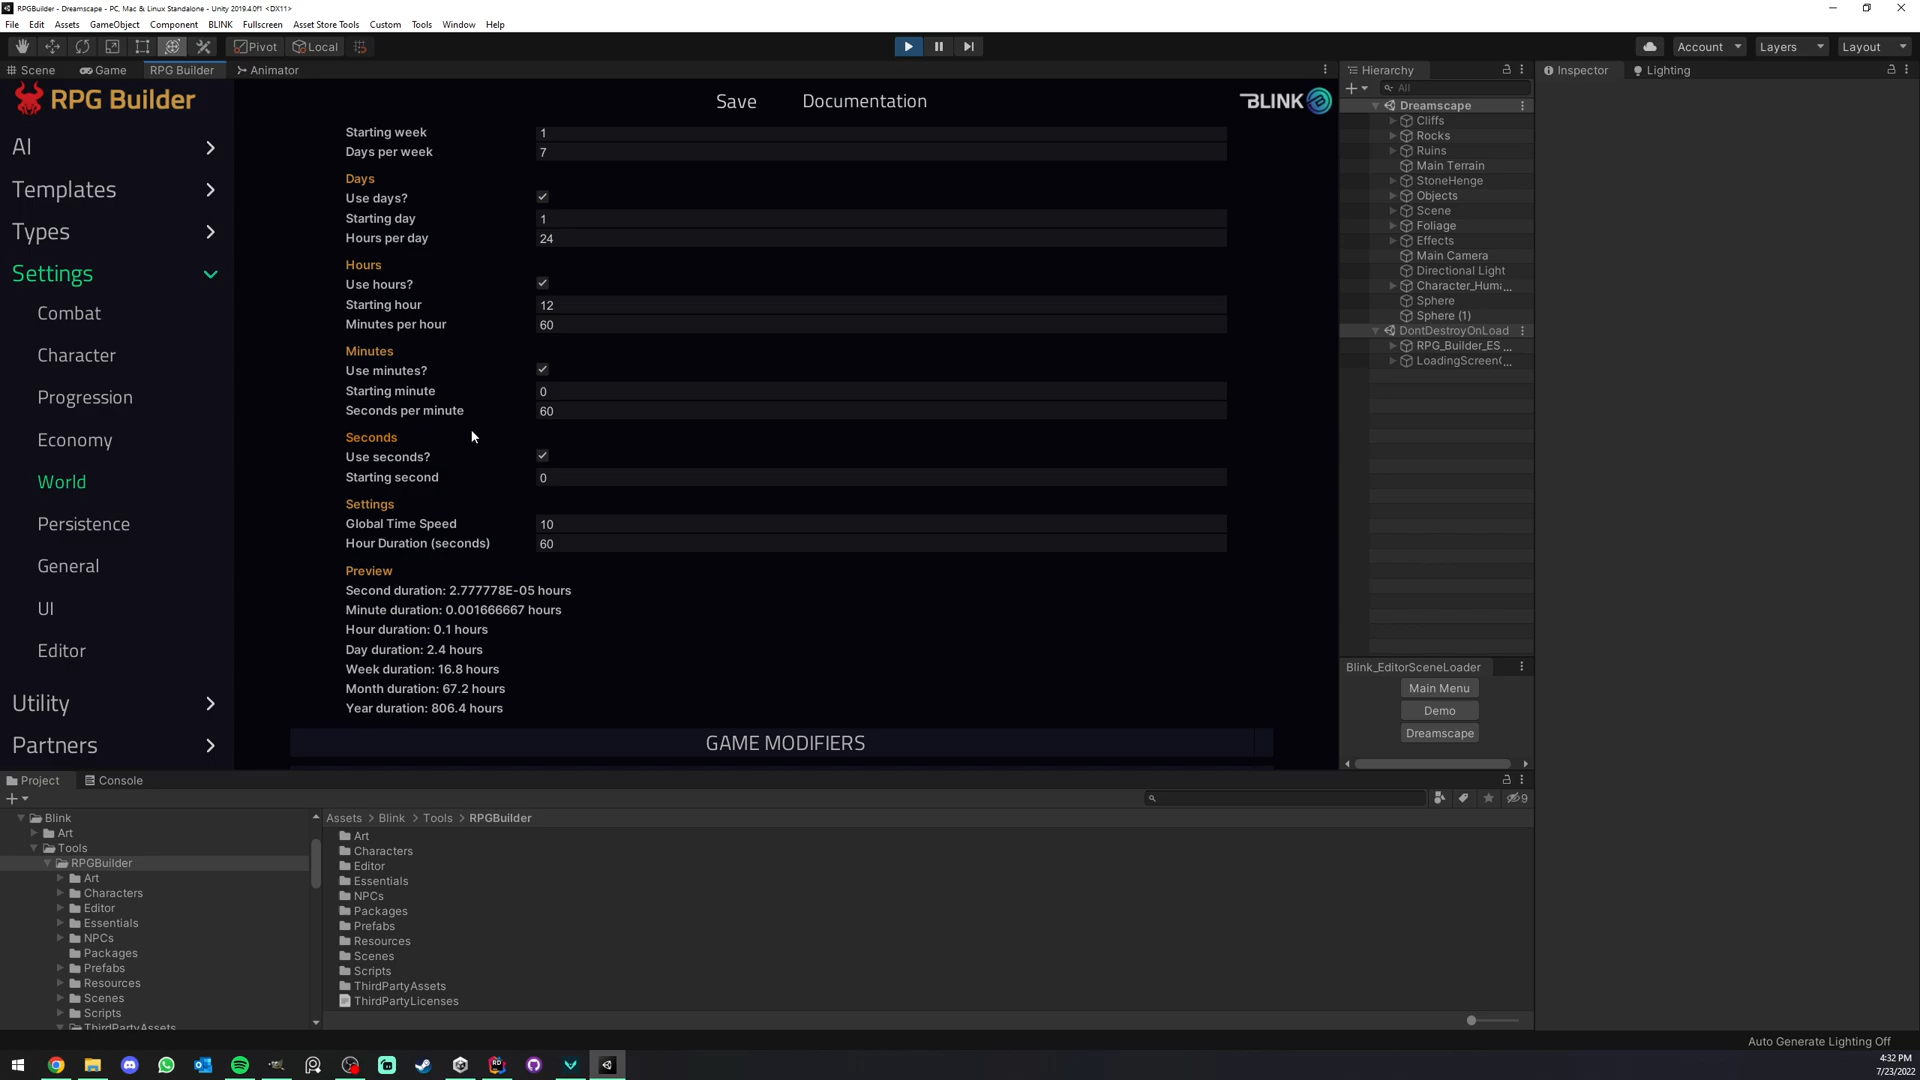 RPGBuilder - Dreamscape - PC, Mac & Linux Standalone - Unity 2019.4.0f1 <DX11>
File Edit Assets GameObject Component BLINK Fullscreen Asset Store Tools Custom Tools Window Help
Pivot Local Account Layers Layout
Scene Game RPG Builder Animator Hierarchy Inspector Lighting
RPG Builder
Save Documentation BLINK
All
AI
Templates
Types
Settings
Combat
Character
Progression
Economy
World
Persistence
General
UI
Editor
Utility
Partners
Starting week 1
Days per week 7
Days
Use days?
Starting day 1
Hours per day 24
Hours
Use hours?
Starting hour 12
Minutes per hour 60
Minutes
Use minutes?
Starting minute 0
Seconds per minute 60
Seconds
Use seconds?
Starting second 0
Settings
Global Time Speed 10
Hour Duration (seconds) 60
Preview
Second duration: 2.777778E-05 hours
Minute duration: 0.001666667 hours
Hour duration: 0.1 hours
Day duration: 2.4 hours
Week duration: 16.8 hours
Month duration: 67.2 hours
Year duration: 806.4 hours
GAME MODIFIERS
Dreamscape
Cliffs
Rocks
Ruins
Main Terrain
StoneHenge
Objects
Scene
Foliage
Effects
Main Camera
Directional Light
Character_Huma...
Sphere
Sphere (1)
DontDestroyOnLoad
RPG_Builder_ES...
LoadingScreen(...
Blink_EditorSceneLoader
Main Menu
Demo
Dreamscape
Project Console
9
Blink
Art
Tools
RPGBuilder
Art
Characters
Editor
Essentials
NPCs
Packages
Prefabs
Resources
Scenes
Scripts
ThirdPartyAssets
Assets > Blink > Tools > RPGBuilder
Art
Characters
Editor
Essentials
NPCs
Packages
Prefabs
Resources
Scenes
Scripts
ThirdPartyAssets
ThirdPartyLicenses
Auto Generate Lighting Off
4:32 PM
7/23/2022